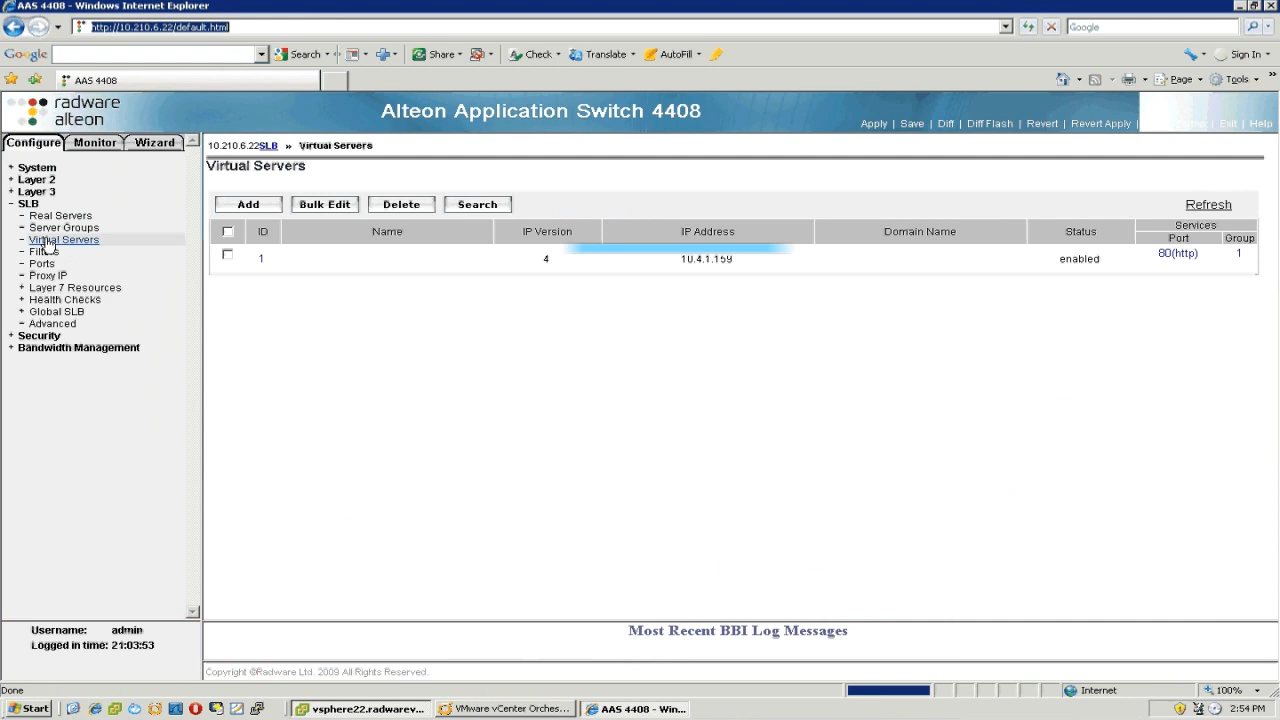 AAS 4408 - Windows Internet Explorer
http://10.210.6.22/default.html
Google
Google Search Share Check Translate AutoFill Sign In
AAS 4408 Page Tools
radware
alteon
Alteon Application Switch 4408
Apply | Save | Diff | Diff Flash | Revert | Revert Apply | Exit | Help
Configure Monitor Wizard
10.210.6.22SLB » Virtual Servers
Virtual Servers
+ System
+ Layer 2
+ Layer 3
- SLB
- Real Servers
- Server Groups
- Virtual Servers
- Filters
- Ports
- Proxy IP
+ Layer 7 Resources
+ Health Checks
+ Global SLB
- Advanced
+ Security
+ Bandwidth Management
Add Bulk Edit Delete Search Refresh
ID Name IP Version IP Address Domain Name Status Services
Port Group
1 4 10.4.1.159 enabled 80(http) 1
Username: admin
Logged in time: 21:03:53
Most Recent BBI Log Messages
Copyright ©Radware Ltd. 2009 All Rights Reserved.
Done Internet 100%
Start vsphere22.radwarev... VMware vCenter Orches... AAS 4408 - Win... 2:54 PM